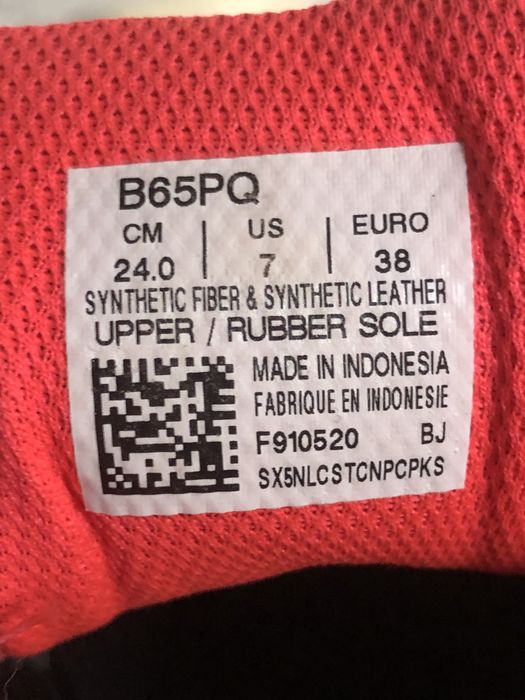 B65PQ
CM | US | EURO
24.0 | 7 | 38
SYNTHETIC FIBER & SYNTHETIC LEATHER
UPPER / RUBBER SOLE
MADE IN INDONESIA
FABRIQUE EN INDONESIE
F910520 BJ
SX5NLCSTCNPCPKS